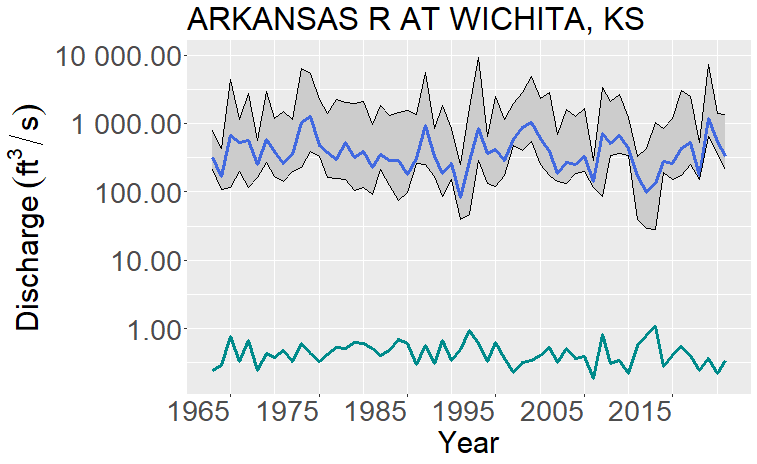 ARKANSAS R AT WICHITA, KS
10 000.00
1 000.00
100.00
10.00
1.00
Discharge (ft³/s)
1965 1975 1985 1995 2005 2015
Year